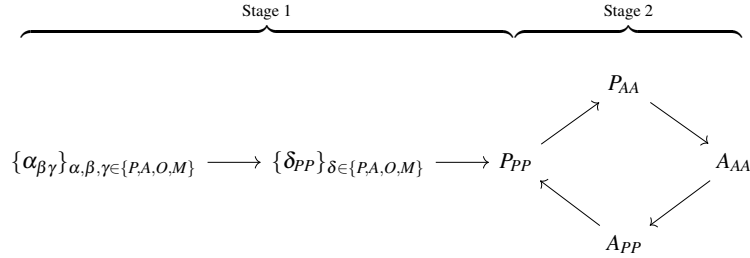 Stage 1 Stage 2
P_{AA}
{α_{βγ}}_{α,β,γ∈{P,A,O,M}} ⟶ {δ_{PP}}_{δ∈{P,A,O,M}} ⟶ P_{PP} A_{AA}
A_{PP}